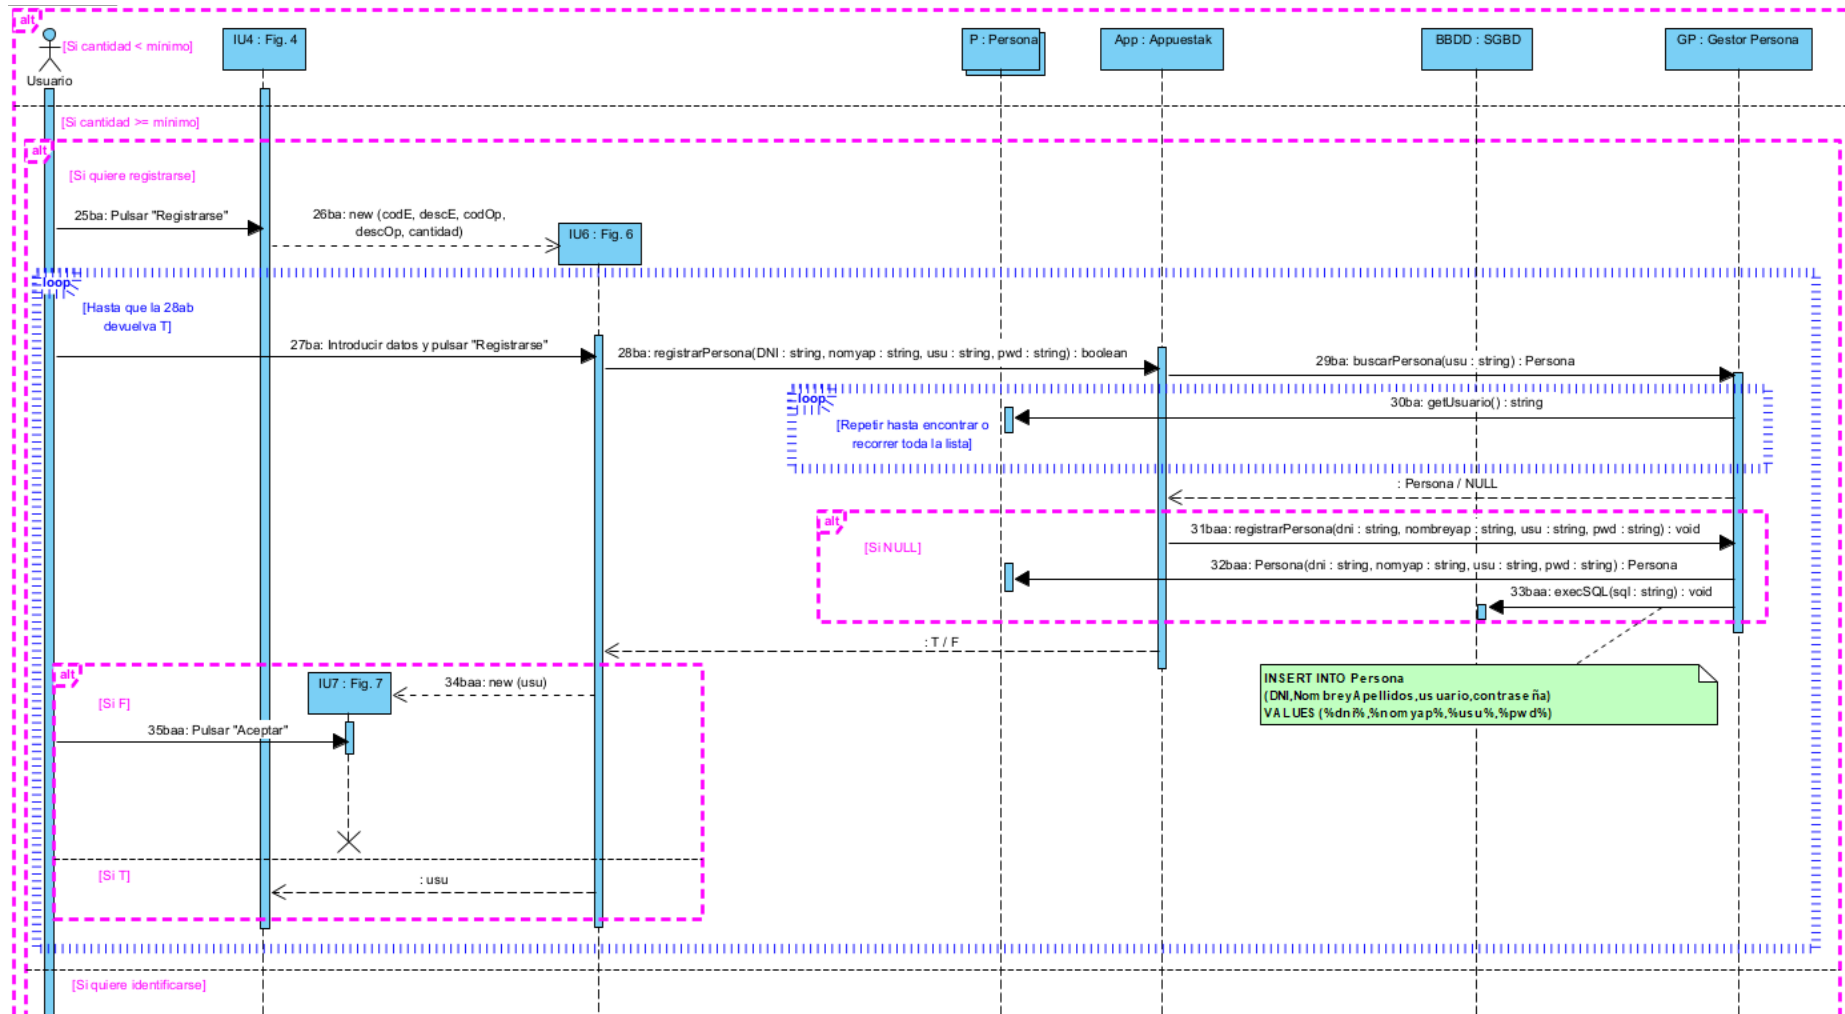 alt
[Si cantidad < minimo]
Usuario
IU4 : Fig. 4
P : Persona
App : Appuestak
BBDD : SGBD
GP : Gestor Persona
[Si cantidad >= minimo]
alt
[Si quiere registrarse]
25ba: Pulsar "Registrarse"
26ba: new (codE, descE, codOp,
descOp, cantidad)
IU6 : Fig. 6
loop
[Hasta que la 28ab
devuelva T]
27ba: Introducir datos y pulsar "Registrarse"
28ba: registrarPersona(DNI : string, nomyap : string, usu : string, pwd : string) : boolean
29ba: buscarPersona(usu : string) : Persona
loop
30ba: getUsuario() : string
[Repetir hasta encontrar o
recorrer toda la lista]
: Persona / NULL
alt
[Si NULL]
31baa: registrarPersona(dni : string, nombreyap : string, usu : string, pwd : string) : void
32baa: Persona(dni : string, nomyap : string, usu : string, pwd : string) : Persona
33baa: execSQL(sql : string) : void
: T / F
INSERT INTO Persona
(DNI,NombreyApellidos,usuario,contraseña)
VALUES (%dni%,%nomyap%,%usu%,%pwd%)
alt
[Si F]
IU7 : Fig. 7
34baa: new (usu)
35baa: Pulsar "Aceptar"
[Si T]
: usu
[Si quiere identificarse]